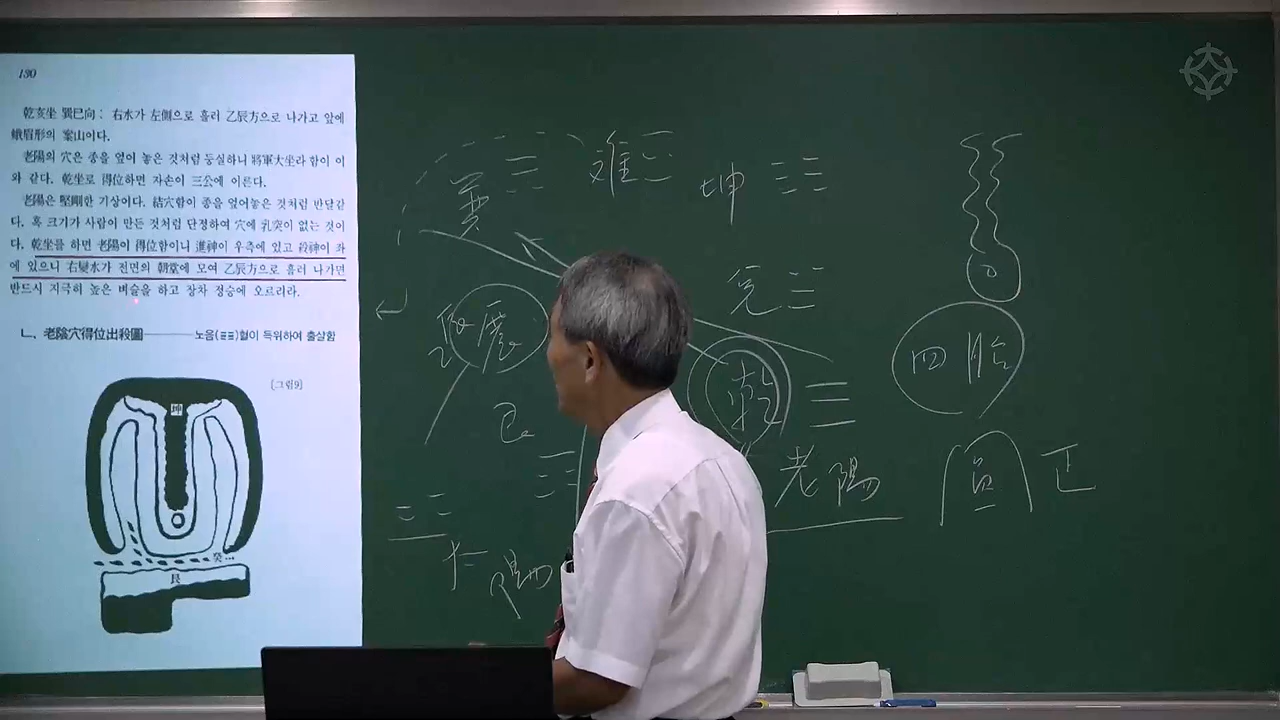 130
乾亥坐 巽巳向: 右水가 左側으로 흘러 乙辰方으로 나가고 앞에
蛾眉形의 案山이다.
老陽의 穴은 종을 엎어 놓은 것처럼 둥실하니 將軍大坐라 함이 이
와 같다. 乾坐로 得位하면 자손이 三公에 이른다.
老陽은 堅剛한 기상이다. 結穴함이 종을 엎어놓은 것처럼 반달같
다. 혹 크기가 사람이 만든 것처럼 단정하여 穴에 乳突이 없는 것이
다. 乾坐를 하면 老陽이 得位함이니 進神이 우측에 있고 殺神이 좌
에 있으니 右變水가 전면의 朝堂에 모여 乙辰方으로 흘러 나가면
반드시 지극히 높은 벼슬을 하고 장차 정승에 오르리라.
ㄴ. 老陰穴得位出殺圖 노음(☷☷)혈이 득위하여 출살함
[그림9]
坤
癸…
艮
巽 ☴ 離 ☲ 坤 ☷
兌 ☱
震 乾 ☰ 四 胎
艮
老陽 圓 正